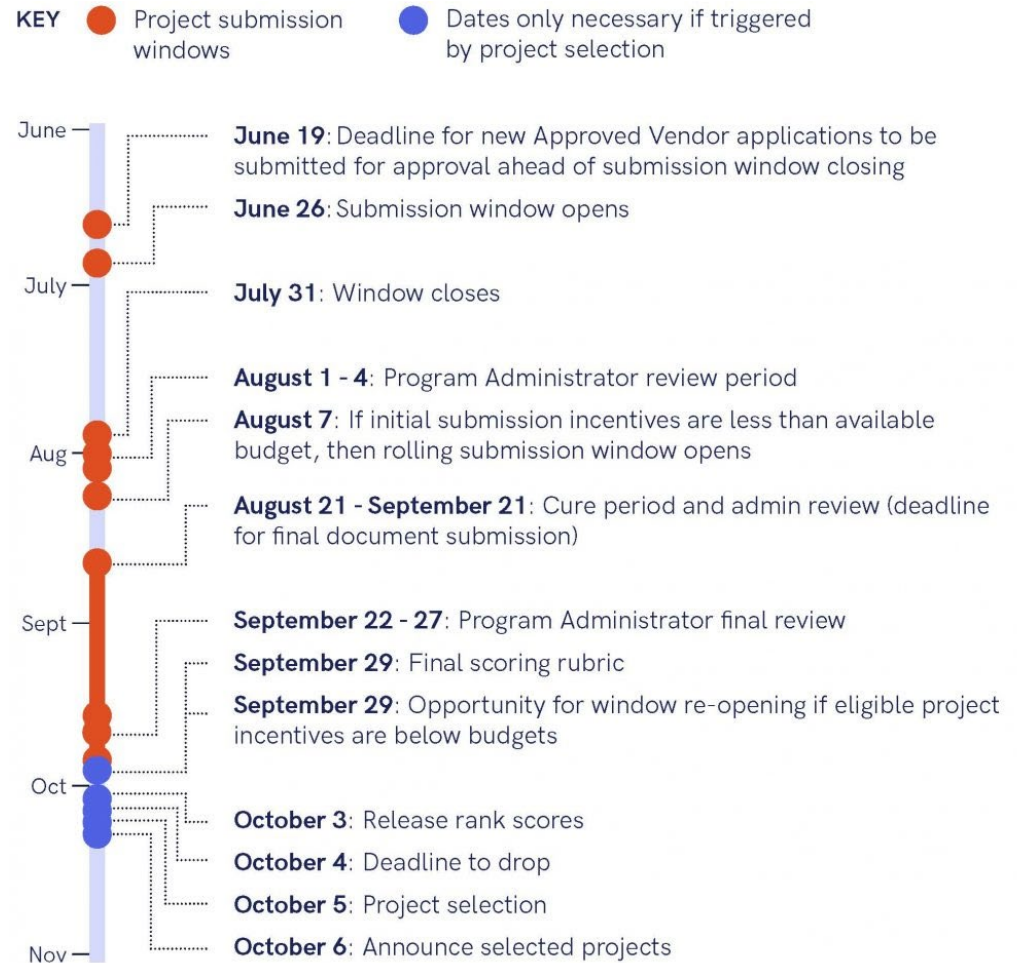 KEY
Project submission
windows
Dates only necessary if triggered
by project selection
June
June 19: Deadline for new Approved Vendor applications to be
submitted for approval ahead of submission window closing
June 26: Submission window opens
July
July 31: Window closes
August 1 - 4: Program Administrator review period
August 7: If initial submission incentives are less than available
budget, then rolling submission window opens
Aug
August 21 - September 21: Cure period and admin review (deadline
for final document submission)
Sept
September 22 - 27: Program Administrator final review
September 29: Final scoring rubric
September 29: Opportunity for window re-opening if eligible project
incentives are below budgets
Oct
October 3: Release rank scores
October 4: Deadline to drop
October 5: Project selection
October 6: Announce selected projects
Nov